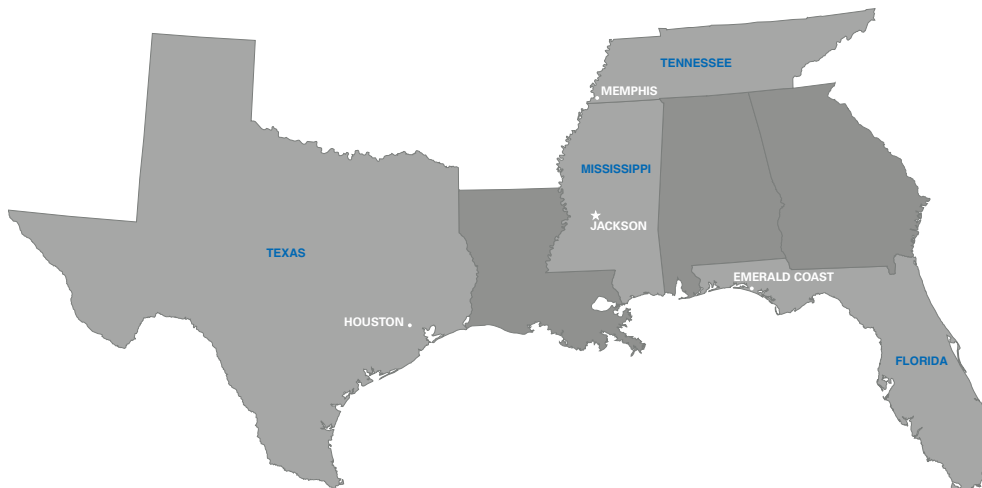 TENNESSEE
MEMPHIS
MISSISSIPPI
JACKSON
TEXAS
EMERALD COAST
HOUSTON
FLORIDA